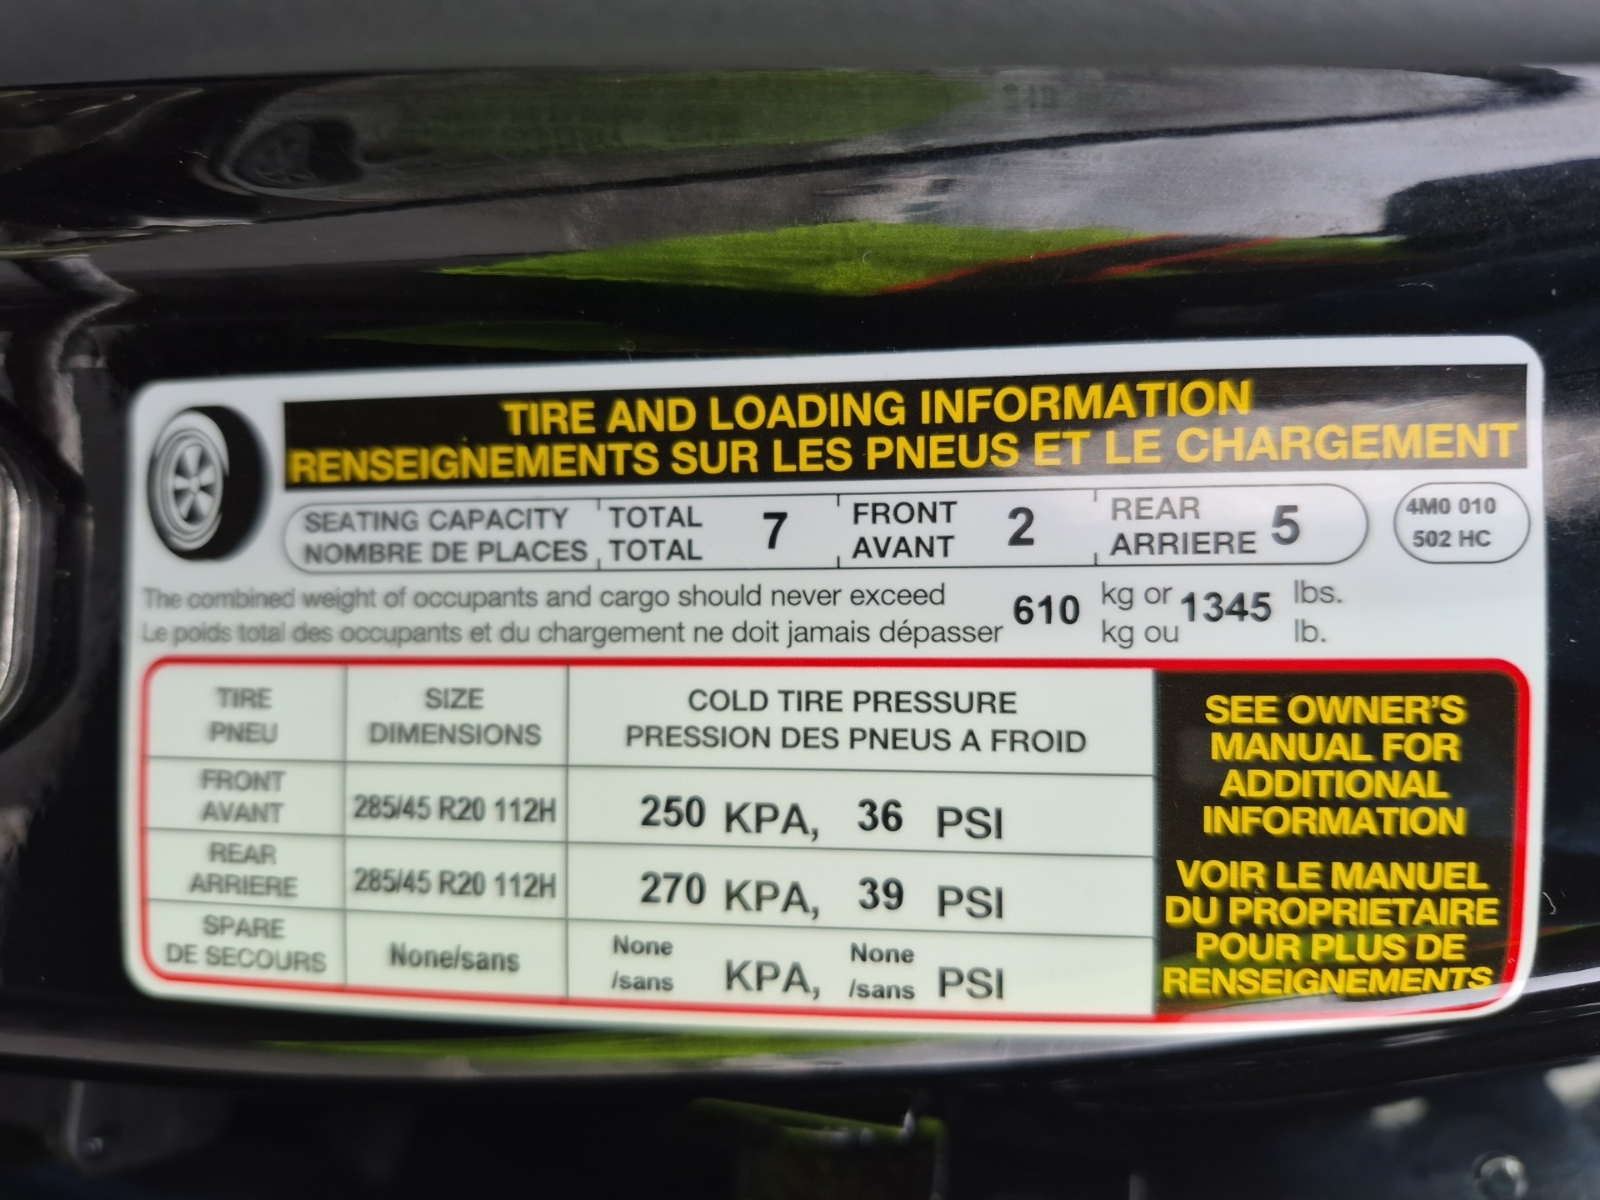 TIRE AND LOADING INFORMATION
RENSEIGNEMENTS SUR LES PNEUS ET LE CHARGEMENT
SEATING CAPACITY TOTAL 7 FRONT 2 REAR 5 4M0 010
NOMBRE DE PLACES TOTAL AVANT ARRIERE 502 HC
The combined weight of occupants and cargo should never exceed 610 kg or 1345 lbs.
Le poids total des occupants et du chargement ne doit jamais dépasser kg ou lb.
TIRE SIZE COLD TIRE PRESSURE
PNEU DIMENSIONS PRESSION DES PNEUS A FROID
FRONT
AVANT 285/45 R20 112H 250 KPA, 36 PSI
REAR
ARRIERE 285/45 R20 112H 270 KPA, 39 PSI
SPARE
DE SECOURS None/sans None /sans KPA, None /sans PSI
SEE OWNER'S
MANUAL FOR
ADDITIONAL
INFORMATION
VOIR LE MANUEL
DU PROPRIETAIRE
POUR PLUS DE
RENSEIGNEMENTS